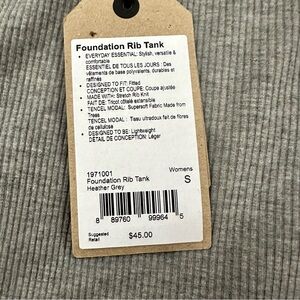 Foundation Rib Tank
• EVERYDAY ESSENTIAL: Stylish, versatile &
comfortable
ESSENTIEL DE TOUS LES JOURS : Des
vêtements de base polyvalents, durables et
raffinés
• DESIGNED TO FIT: Fitted
CONCEPTION ET COUPE: Coupe ajustée
• MADE WITH: Stretch Rib Knit
FAIT DE: Tricot côtelé extensible
• TENCEL MODAL : Supersoft Fabric Made from
Trees
TENCEL MODAL : Tissu ultradoux fait de fibres
de cellulose
• DESIGNED TO BE: Lightweight
DÉTAIL DE CONCEPTION: Léger
1971001 Womens
Foundation Rib Tank S
Heather Grey
8 89760 99964 5
Suggested
Retail $45.00